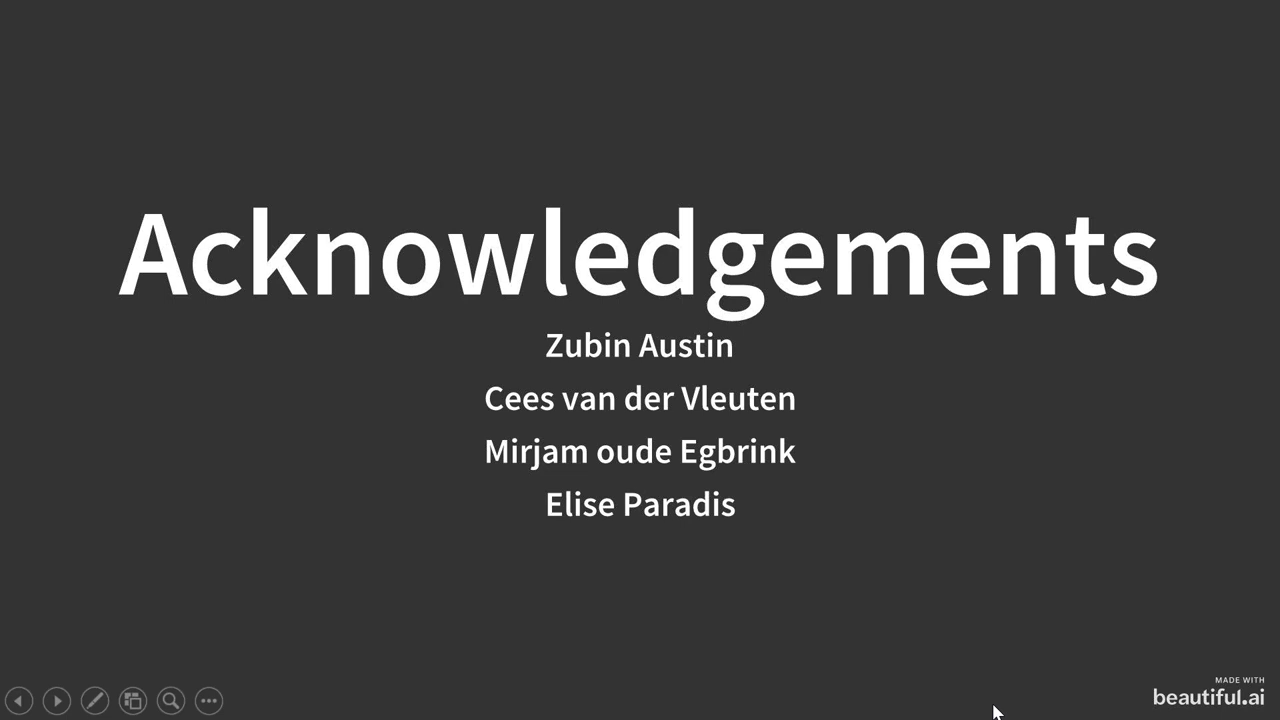 Acknowledgements
Zubin Austin
Cees van der Vleuten
Mirjam oude Egbrink
Elise Paradis
MADE WITH
beautiful.ai